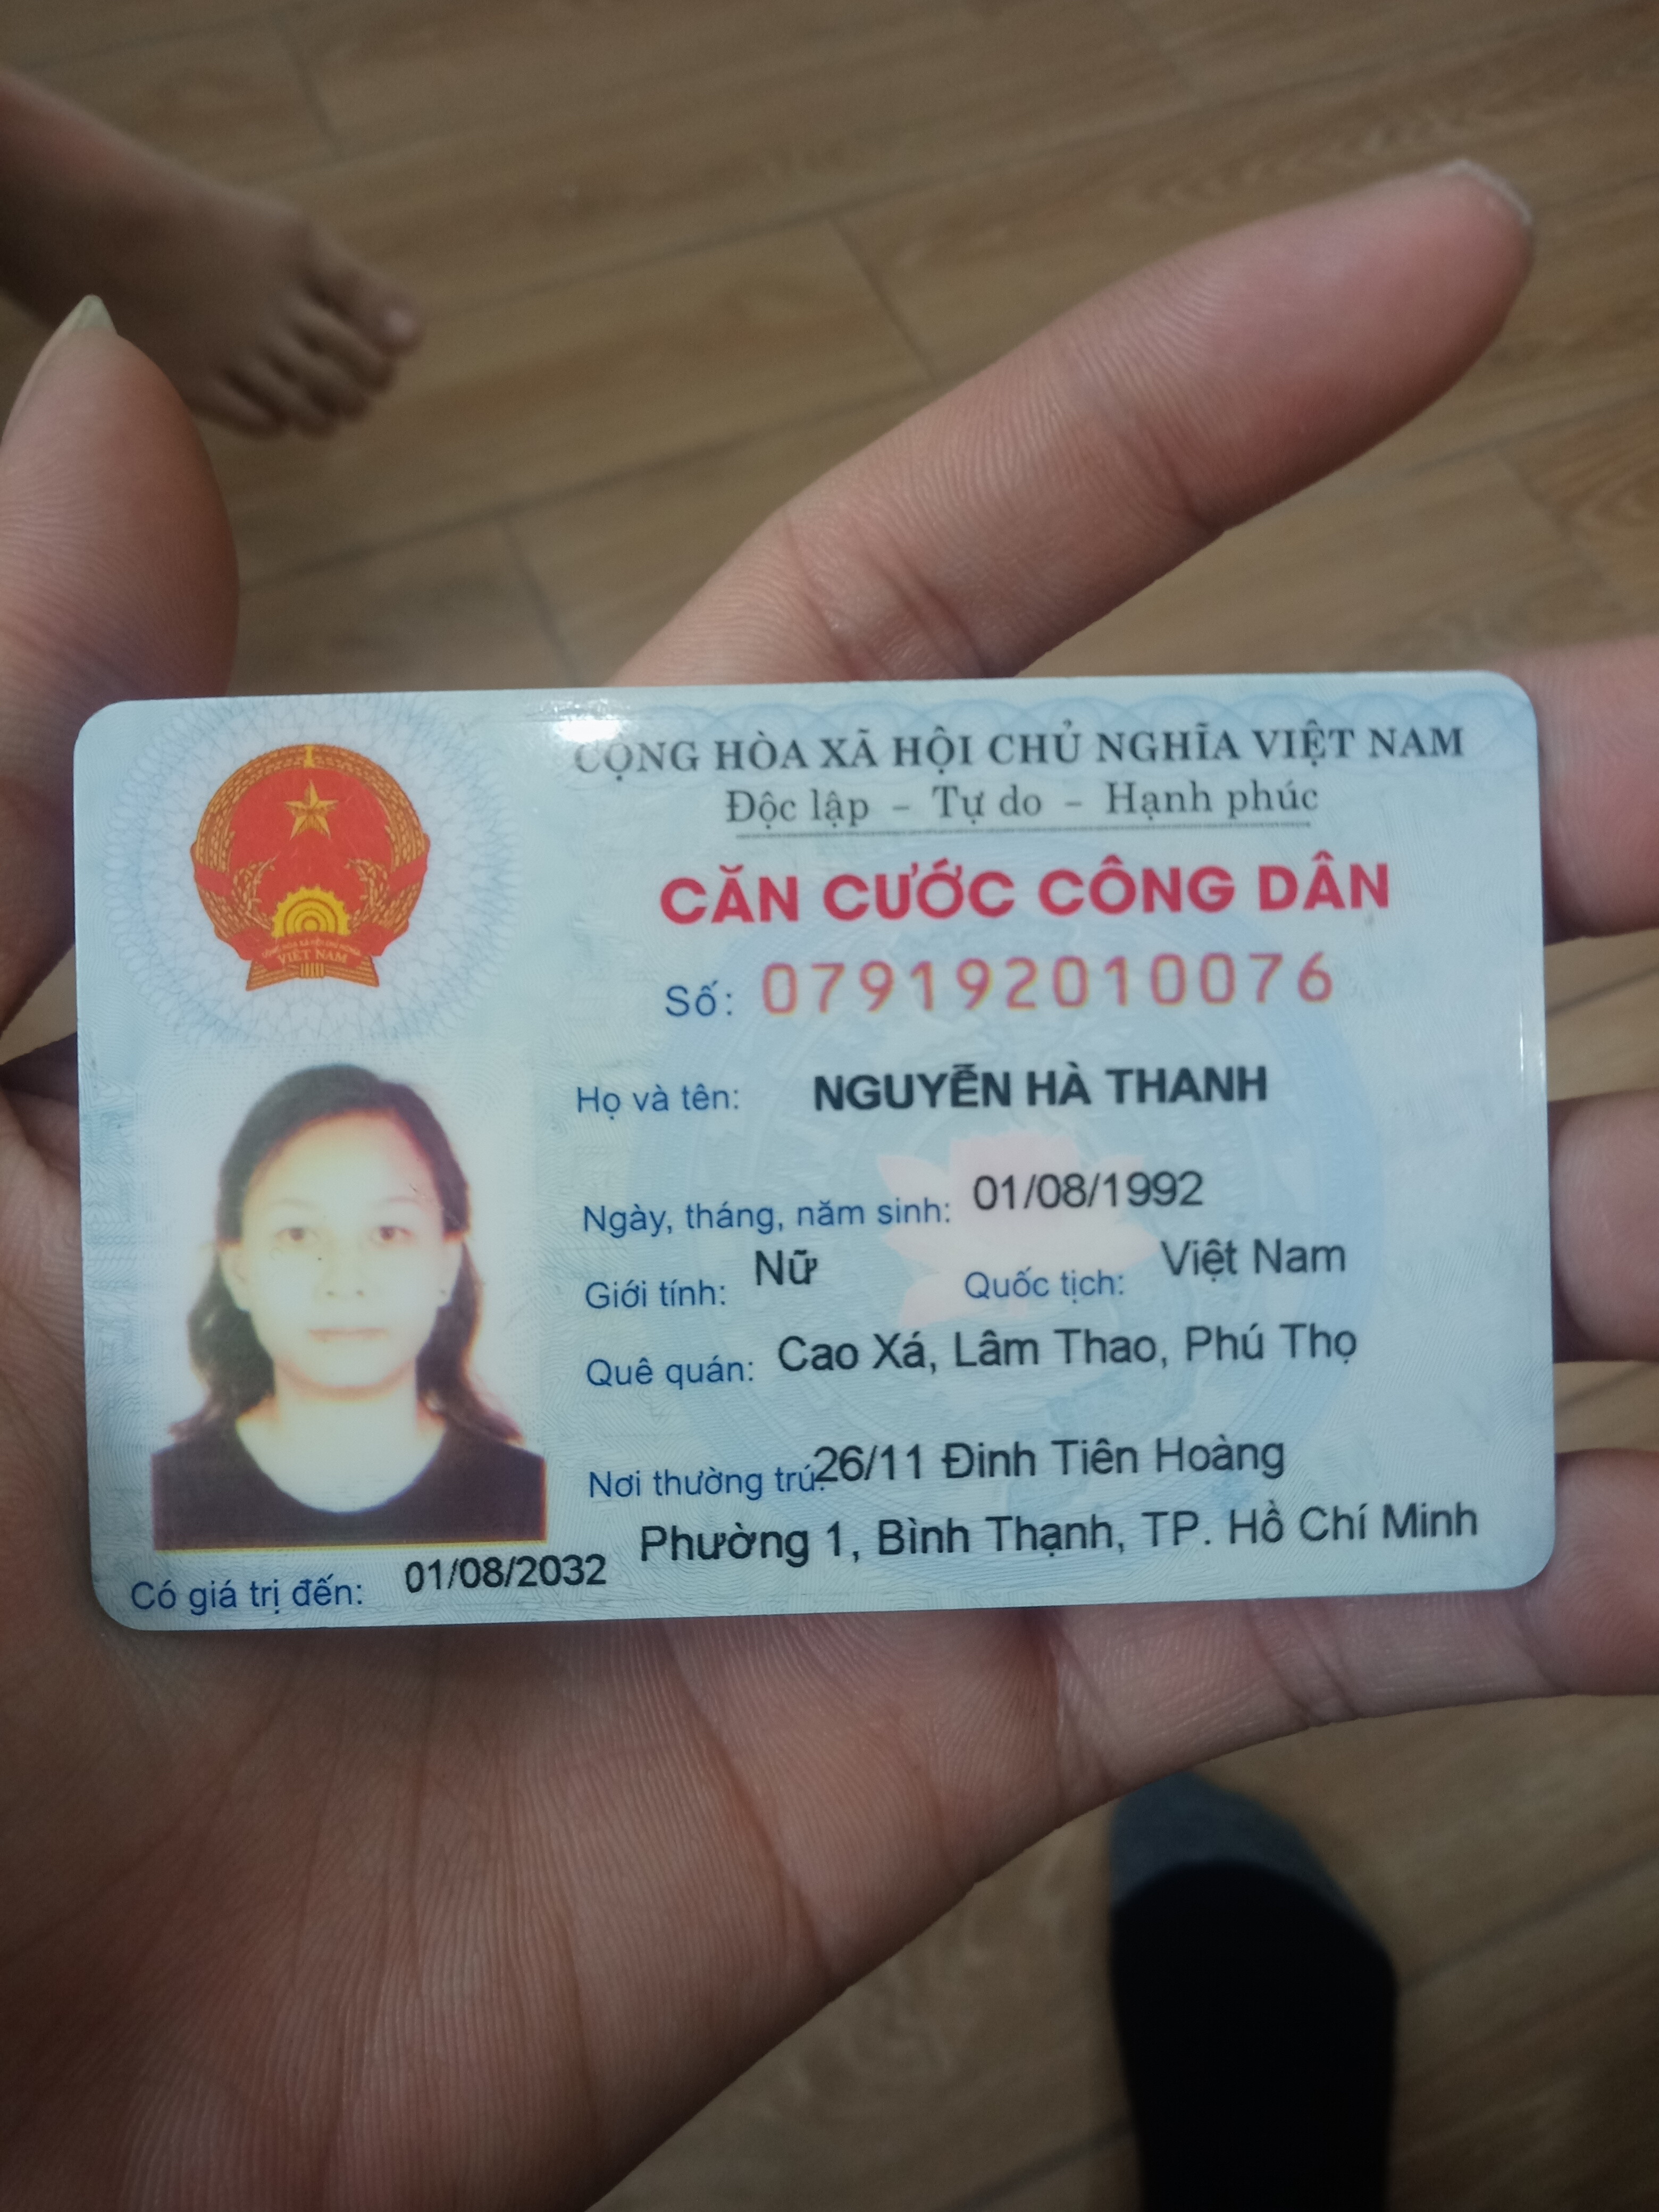 CỘNG HÒA XÃ HỘI CHỦ NGHĨA VIỆT NAM
Độc lập – Tự do – Hạnh phúc
CĂN CƯỚC CÔNG DÂN
Số: 079192010076
Họ và tên: NGUYỄN HÀ THANH
Ngày, tháng, năm sinh: 01/08/1992
Giới tính: Nữ Quốc tịch: Việt Nam
Quê quán: Cao Xá, Lâm Thao, Phú Thọ
Nơi thường trú: 26/11 Đinh Tiên Hoàng
Phường 1, Bình Thạnh, TP. Hồ Chí Minh
Có giá trị đến: 01/08/2032
VIỆT NAM